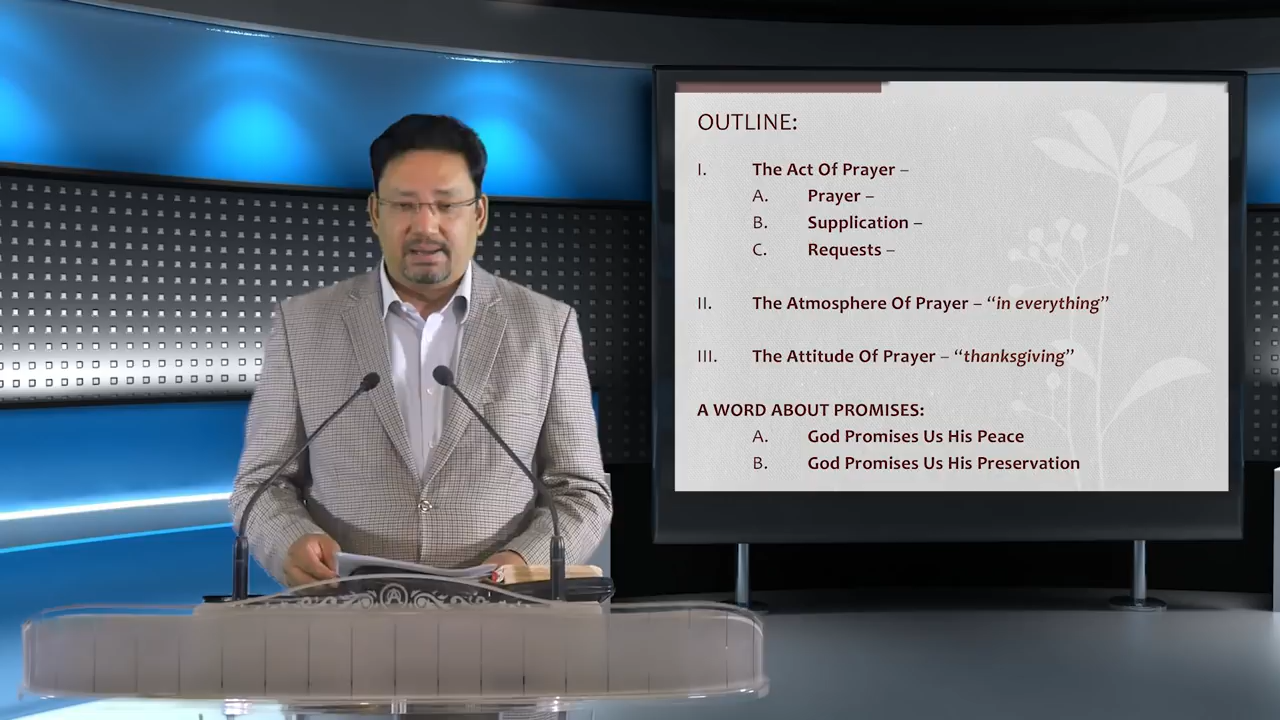 OUTLINE:
I. The Act Of Prayer –
A. Prayer –
B. Supplication –
C. Requests –
II. The Atmosphere Of Prayer – “in everything”
III. The Attitude Of Prayer – “thanksgiving”
A WORD ABOUT PROMISES:
A. God Promises Us His Peace
B. God Promises Us His Preservation